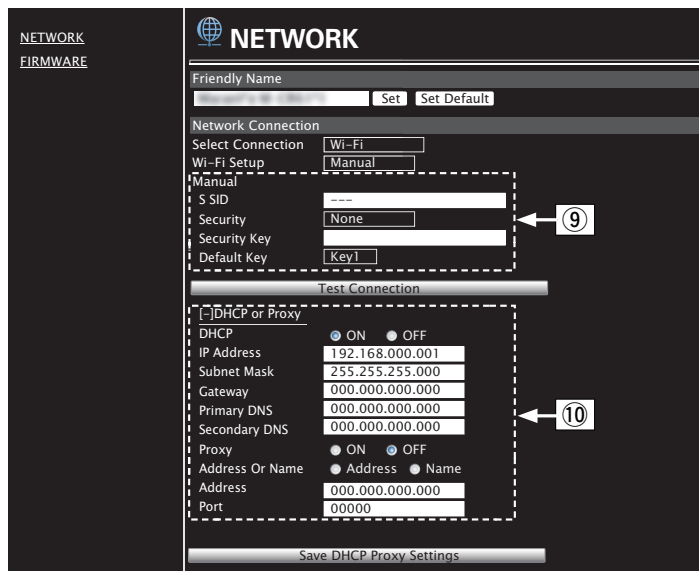 NETWORK
FIRMWARE
NETWORK
Friendly Name
Set Set Default
Network Connection
Select Connection Wi-Fi
Wi-Fi Setup Manual
Manual
S SID ---
Security None
Security Key
Default Key Key1
⑨
Test Connection
[-]DHCP or Proxy
DHCP ON OFF
IP Address 192.168.000.001
Subnet Mask 255.255.255.000
Gateway 000.000.000.000
Primary DNS 000.000.000.000
Secondary DNS 000.000.000.000
Proxy ON OFF
Address Or Name Address Name
Address 000.000.000.000
Port 00000
⑩
Save DHCP Proxy Settings